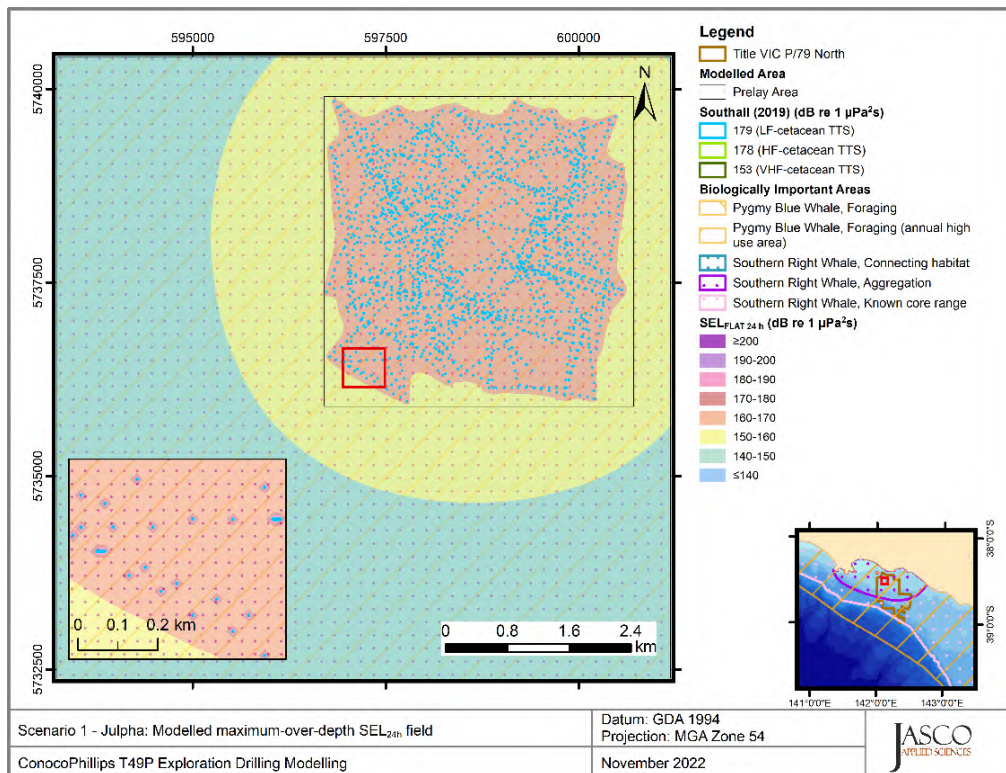 595000
597500
600000
5740000
5737500
5735000
5732500
N
0 0.1 0.2 km
0 0.8 1.6 2.4
km
Legend
Title VIC P/79 North
Modelled Area
Prelay Area
Southall (2019) (dB re 1 µPa²s)
179 (LF-cetacean TTS)
178 (HF-cetacean TTS)
153 (VHF-cetacean TTS)
Biologically Important Areas
Pygmy Blue Whale, Foraging
Pygmy Blue Whale, Foraging (annual high
use area)
Southern Right Whale, Connecting habitat
Southern Right Whale, Aggregation
Southern Right Whale, Known core range
SELFLAT 24 h (dB re 1 µPa²s)
≥200
190-200
180-190
170-180
160-170
150-160
140-150
≤140
38°0'0"S
39°0'0"S
141°0'0"E
142°0'0"E
143°0'0"E
Scenario 1 - Julpha: Modelled maximum-over-depth SEL24h field
Datum: GDA 1994
Projection: MGA Zone 54
ConocoPhillips T49P Exploration Drilling Modelling
November 2022
JASCO
APPLIED SCIENCES